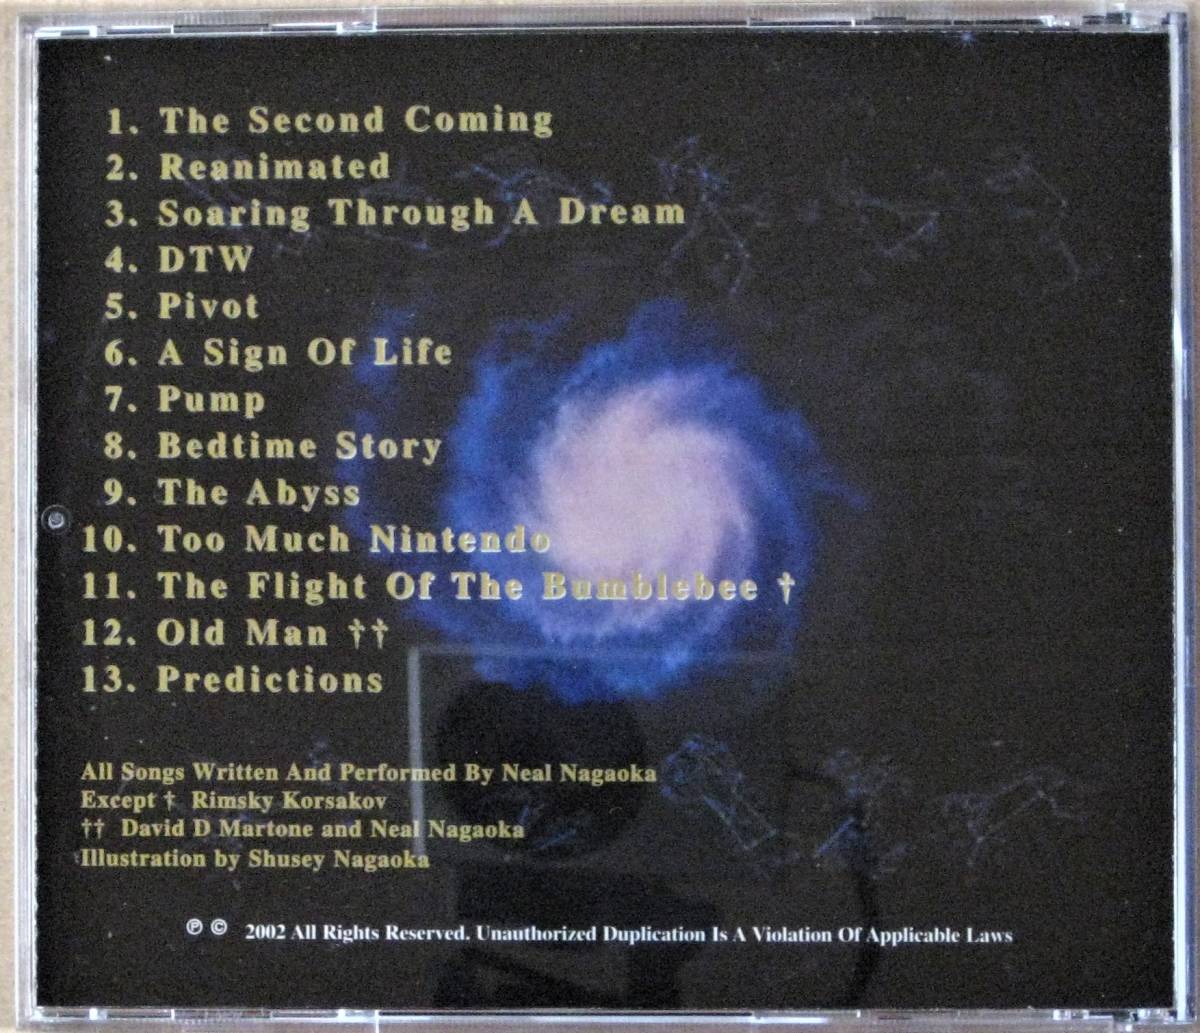 1. The Second Coming
2. Reanimated
3. Soaring Through A Dream
4. DTW
5. Pivot
6. A Sign Of Life
7. Pump
8. Bedtime Story
9. The Abyss
10. Too Much Nintendo
11. The Flight Of The Bumblebee †
12. Old Man ††
13. Predictions
All Songs Written And Performed By Neal Nagaoka
Except † Rimsky Korsakov
†† David D Martone and Neal Nagaoka
Illustration by Shusey Nagaoka
℗ © 2002 All Rights Reserved. Unauthorized Duplication Is A Violation Of Applicable Laws